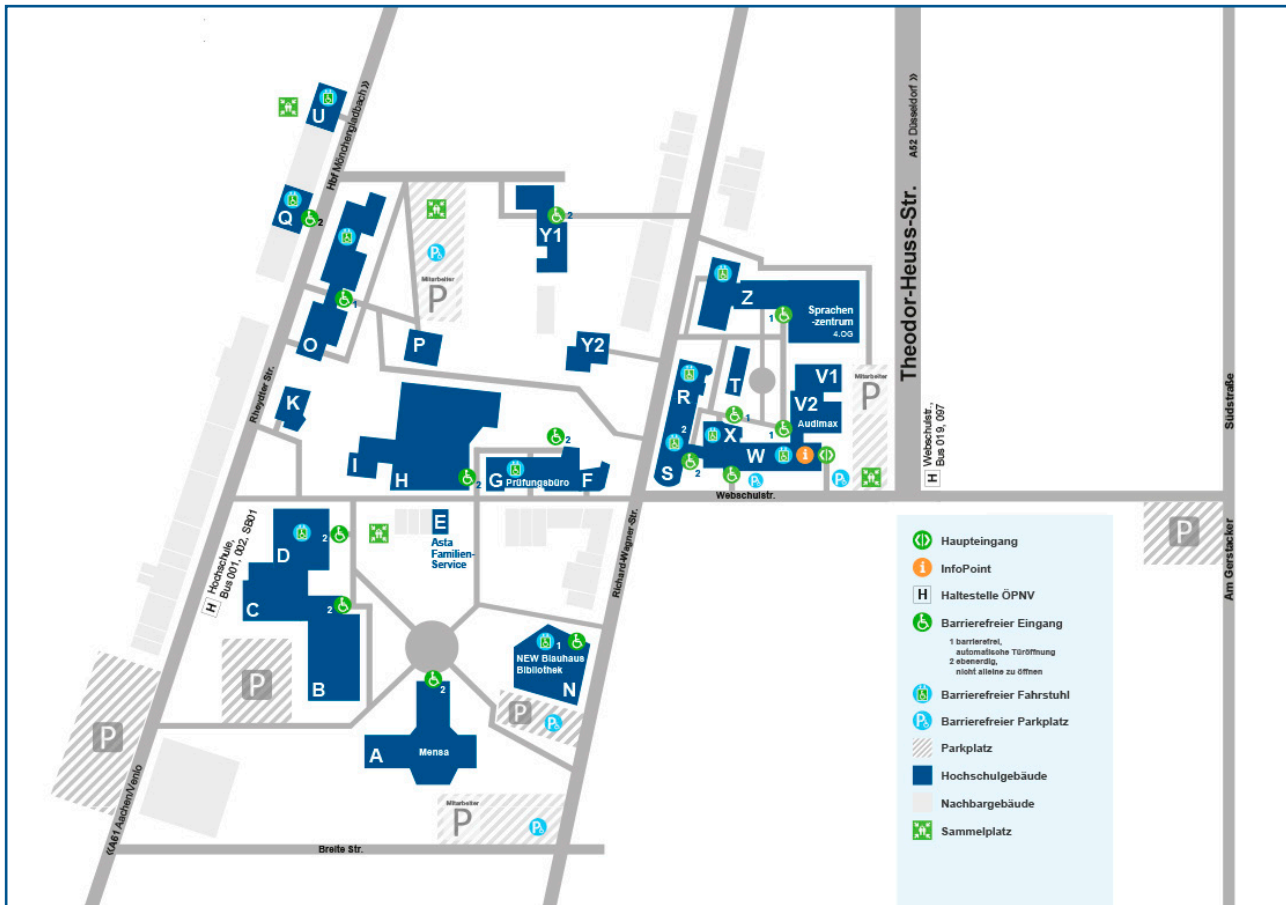 U
Hbf Mönchengladbach »
A52 Düsseldorf »
Theodor-Heuss-Str.
Q
2
Y1
2
Mitarbeiter
P
Z
1
Sprachen
-zentrum
4.OG
O
1
P
Y2
Rheydter Str.
K
R
T
V1
V2
Audimax
Mitarbeiter
P
Südstraße
1
1
X
2
W
S
2
I
H
2
2
G
Prüfungsbüro
F
Webschulstr.
H Webschulstr.,
Bus 019, 097
H Hochschule,
Bus 001, 002, SB01
D
2
E
Asta
Familien-
Service
Richard-Wagner-Str.
P
Am Gerstacker
C
2
B
P
P
NEW Blauhaus
Bibliothek
1
N
P
2
A
Mensa
Mitarbeiter
P
«A61 Aachen/Venlo
Breite Str.
Haupteingang
i InfoPoint
H Haltestelle ÖPNV
Barrierefreier Eingang
1 barrierefrei,
automatische Türöffnung
2 ebenerdig,
nicht alleine zu öffnen
Barrierefreier Fahrstuhl
Barrierefreier Parkplatz
Parkplatz
Hochschulgebäude
Nachbargebäude
Sammelplatz